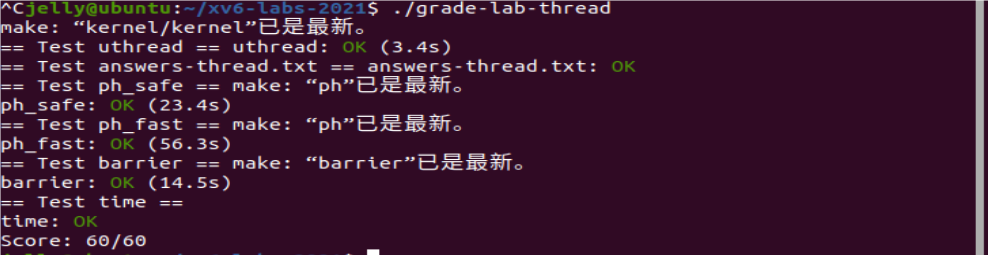 ^Cjelly@ubuntu:~/xv6-labs-2021$ ./grade-lab-thread
make: “kernel/kernel”已是最新。
== Test uthread == uthread: OK (3.4s)
== Test answers-thread.txt == answers-thread.txt: OK
== Test ph_safe == make: “ph”已是最新。
ph_safe: OK (23.4s)
== Test ph_fast == make: “ph”已是最新。
ph_fast: OK (56.3s)
== Test barrier == make: “barrier”已是最新。
barrier: OK (14.5s)
== Test time ==
time: OK
Score: 60/60